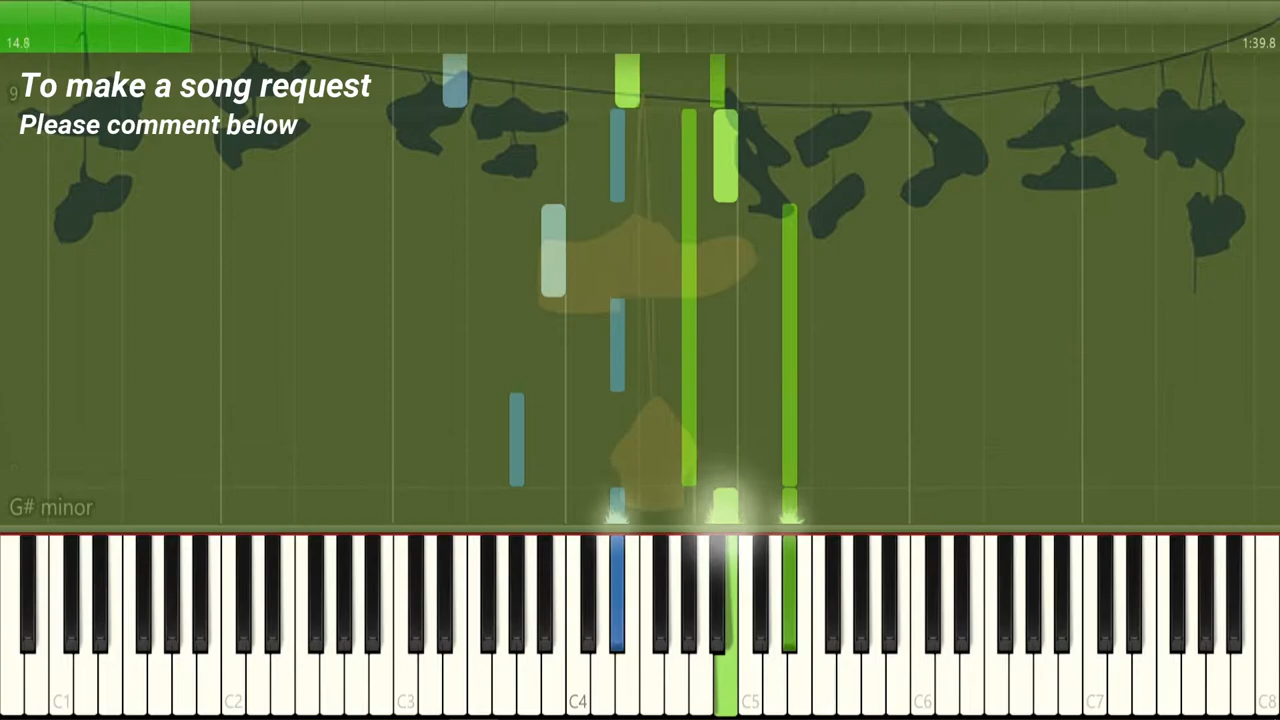 14.8
1:39.8
9
To make a song request
Please comment below
G# minor
C1 C2 C3 C4 C5 C6 C7 C8